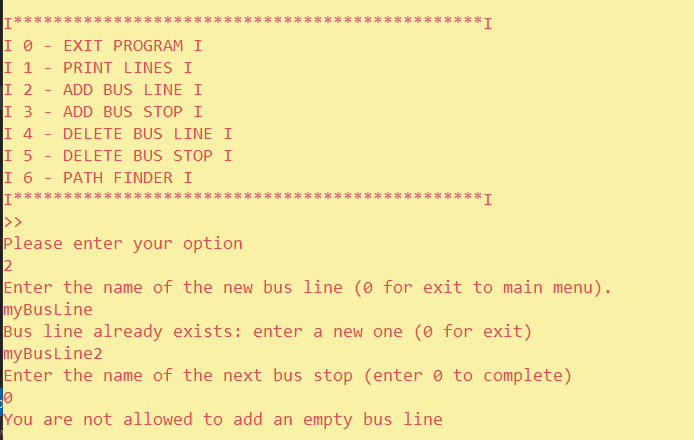 I***********************************************I
I 0 - EXIT PROGRAM I
I 1 - PRINT LINES I
I 2 - ADD BUS LINE I
I 3 - ADD BUS STOP I
I 4 - DELETE BUS LINE I
I 5 - DELETE BUS STOP I
I 6 - PATH FINDER I
I***********************************************I
>>
Please enter your option
2
Enter the name of the new bus line (0 for exit to main menu).
myBusLine
Bus line already exists: enter a new one (0 for exit)
myBusLine2
Enter the name of the next bus stop (enter 0 to complete)
0
You are not allowed to add an empty bus line